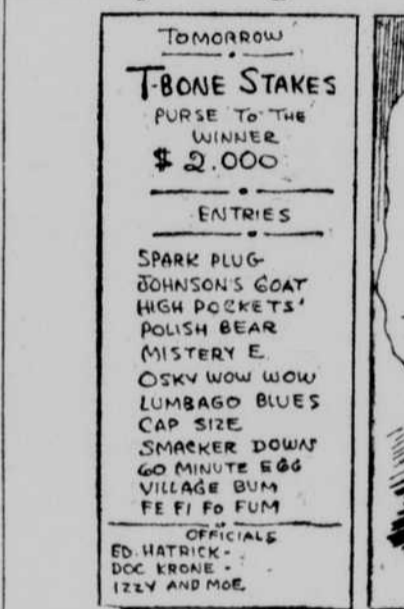 TOMORROW
T-BONE STAKES
PURSE TO THE
WINNER
$ 2.000
ENTRIES
SPARK PLUG
JOHNSON'S GOAT
HIGH POCKETS'
POLISH BEAR
MISTERY E.
OSKY WOW WOW
LUMBAGO BLUES
CAP SIZE
SMACKER DOWN
60 MINUTE EGG
VILLAGE BUM
FE FI FO FUM
OFFICIALS
ED. HATRICK -
DOC KRONE -
IZZY AND MOE